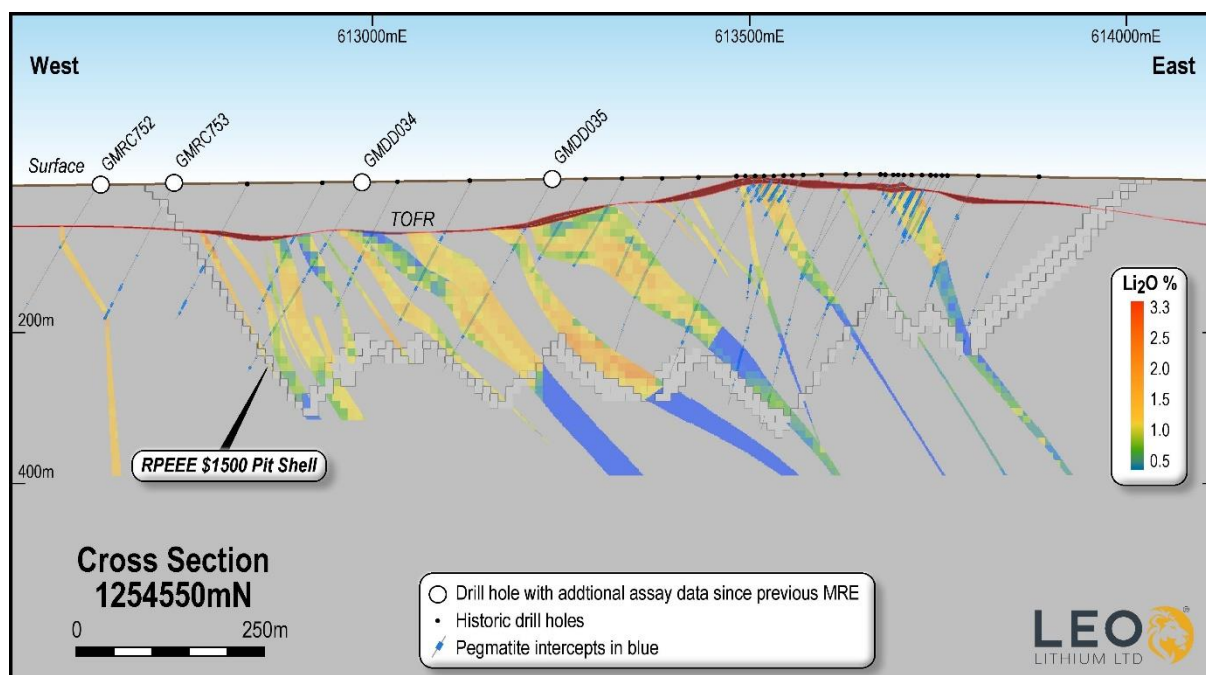 613000mE
613500mE
614000mE
West
East
GMRC752
GMRC753
GMDD034
GMDD035
Surface
TOFR
Li2O %
3.3
2.0
1.5
1.0
0.5
200m
400m
RPEEE $1500 Pit Shell
Cross Section
1254550mN
0 250m
Drill hole with addtional assay data since previous MRE
Historic drill holes
Pegmatite intercepts in blue
LEO
LITHIUM LTD
®